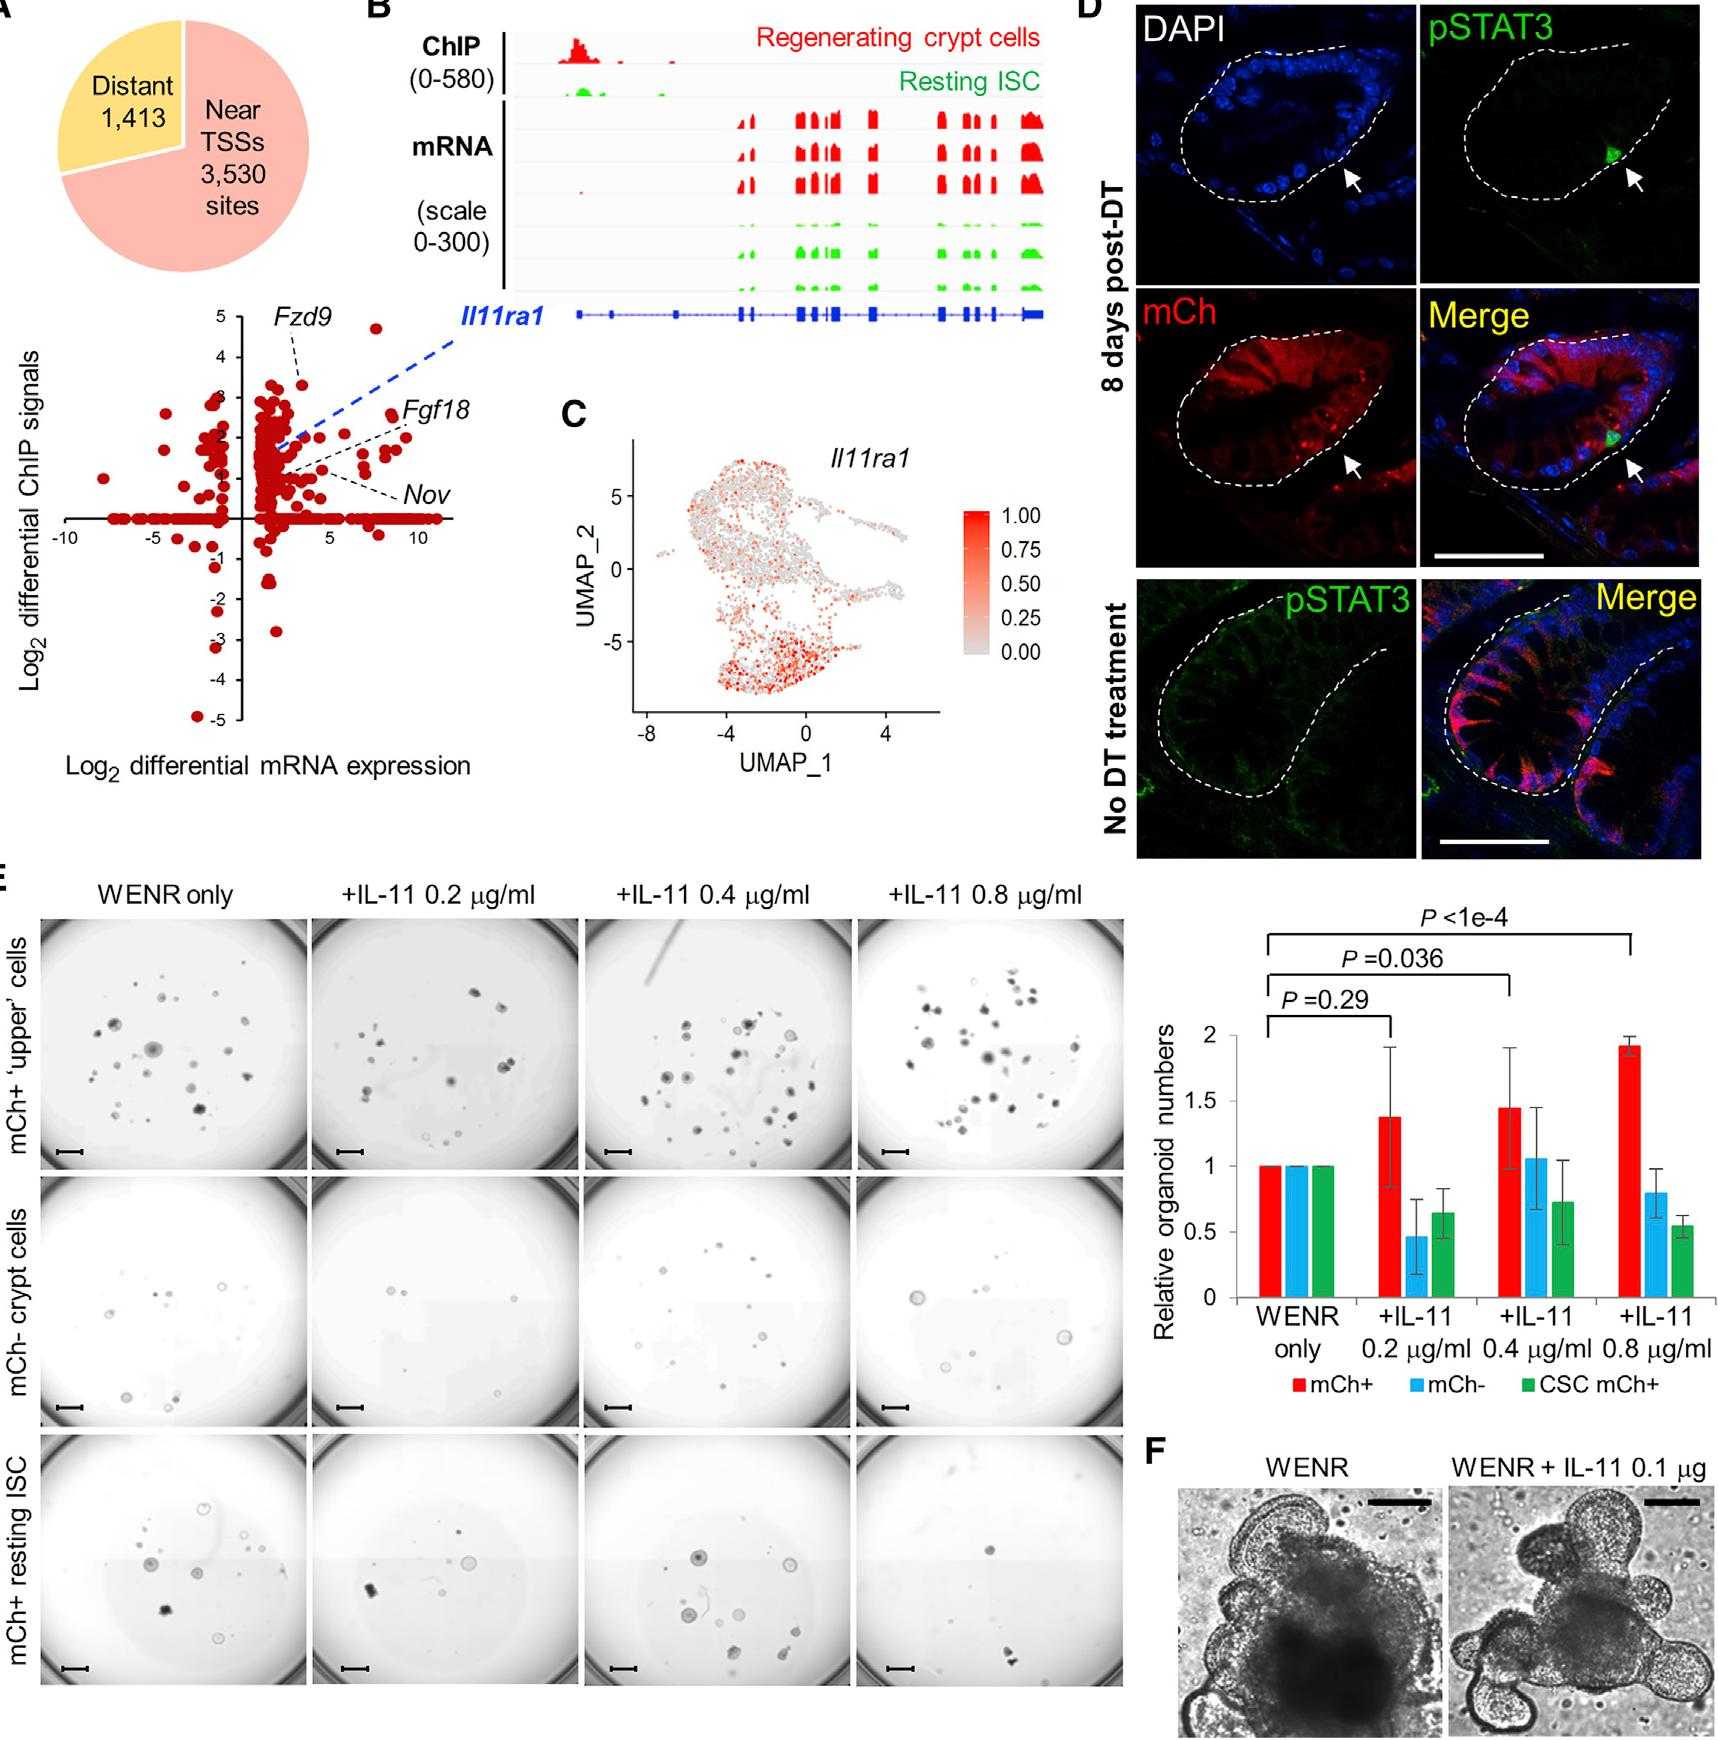 A
Distant
1,413
Near
TSSs
3,530
sites
5
4
3
2
1
-1
-2
-3
-4
-5
-10
-5
5
10
Fzd9
Il11ra1
Fgf18
Nov
Log2 differential ChIP signals
Log2 differential mRNA expression
B
ChIP
(0-580)
Regenerating crypt cells
Resting ISC
mRNA
(scale
0-300)
C
Il11ra1
5
0
-5
UMAP_2
-8
-4
0
4
UMAP_1
1.00
0.75
0.50
0.25
0.00
D
DAPI
pSTAT3
mCh
Merge
8 days post-DT
pSTAT3
Merge
No DT treatment
E
WENR only
+IL-11 0.2 μg/ml
+IL-11 0.4 μg/ml
+IL-11 0.8 μg/ml
mCh+ ‘upper’ cells
mCh- crypt cells
mCh+ resting ISC
P <1e-4
P =0.036
P =0.29
Relative organoid numbers
2
1.5
1
0.5
0
WENR
only
+IL-11
0.2 μg/ml
+IL-11
0.4 μg/ml
+IL-11
0.8 μg/ml
mCh+
mCh-
CSC mCh+
F
WENR
WENR + IL-11 0.1 μg